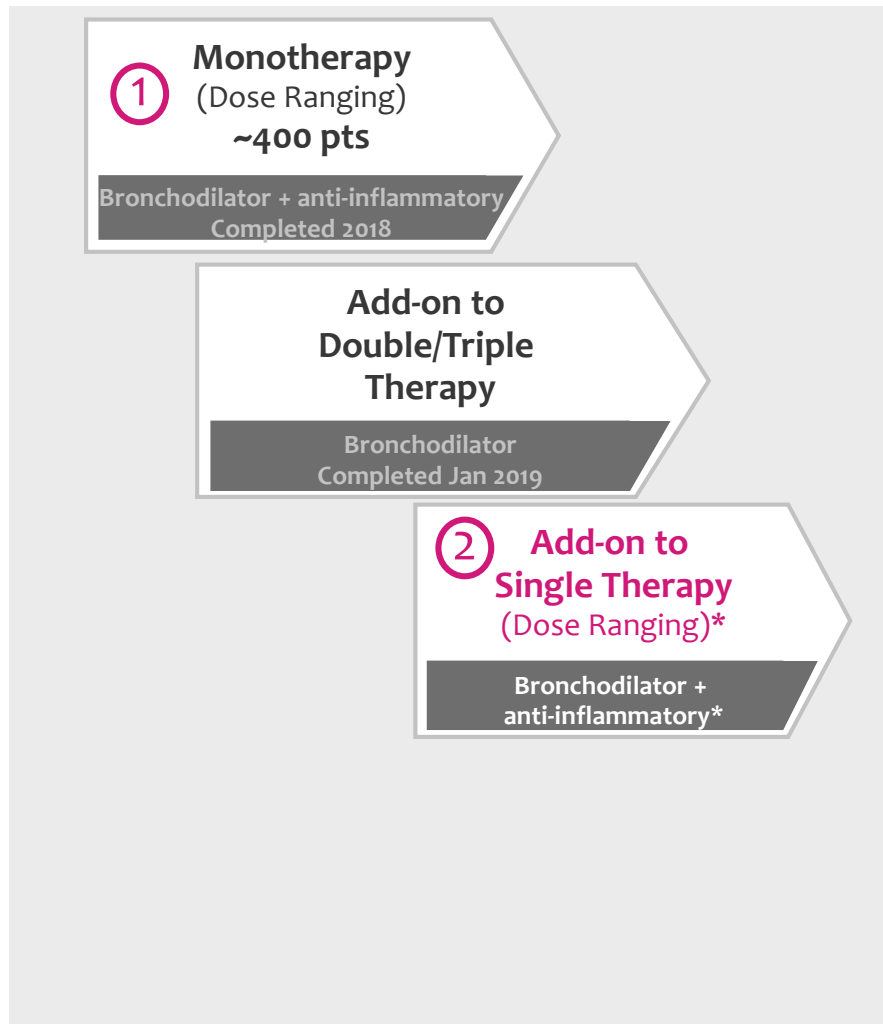 1
Monotherapy
(Dose Ranging)
~400 pts
Bronchodilator + anti-inflammatory
Completed 2018
Add-on to
Double/Triple
Therapy
Bronchodilator
Completed Jan 2019
2
Add-on to
Single Therapy
(Dose Ranging)*
Bronchodilator +
anti-inflammatory*